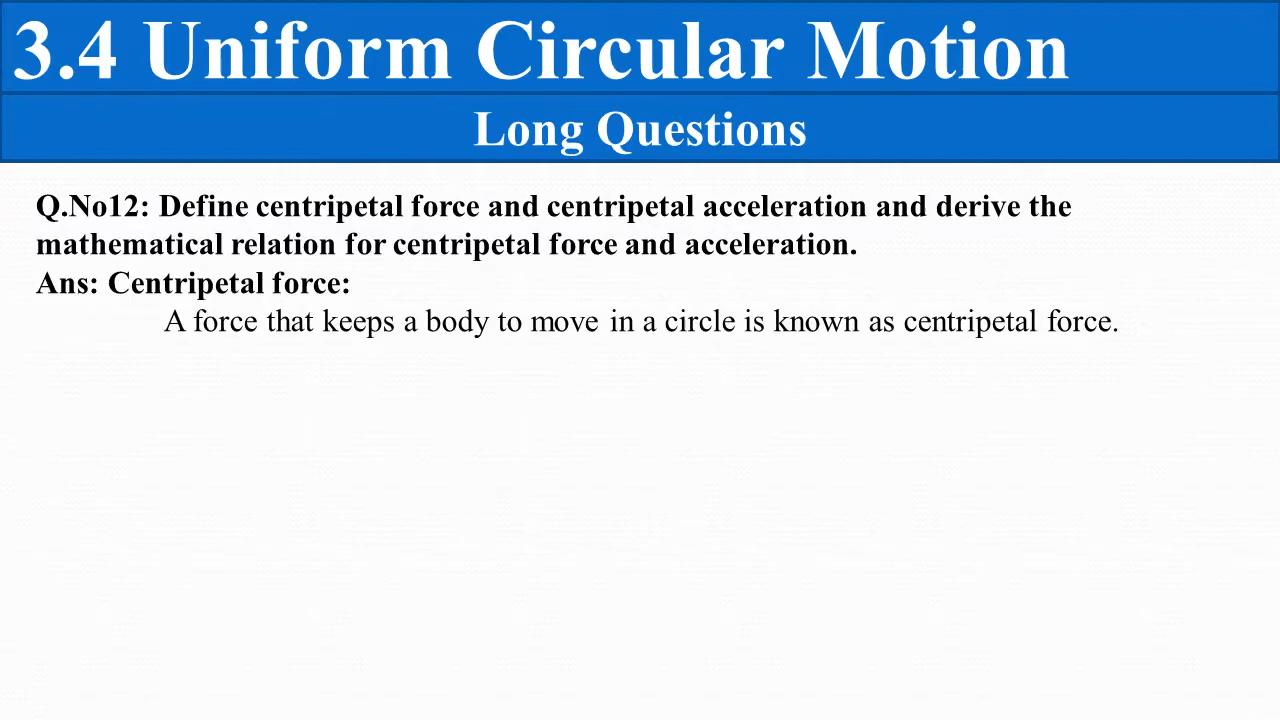 3.4 Uniform Circular Motion
Long Questions
Q.No12: Define centripetal force and centripetal acceleration and derive the
mathematical relation for centripetal force and acceleration.
Ans: Centripetal force:
A force that keeps a body to move in a circle is known as centripetal force.